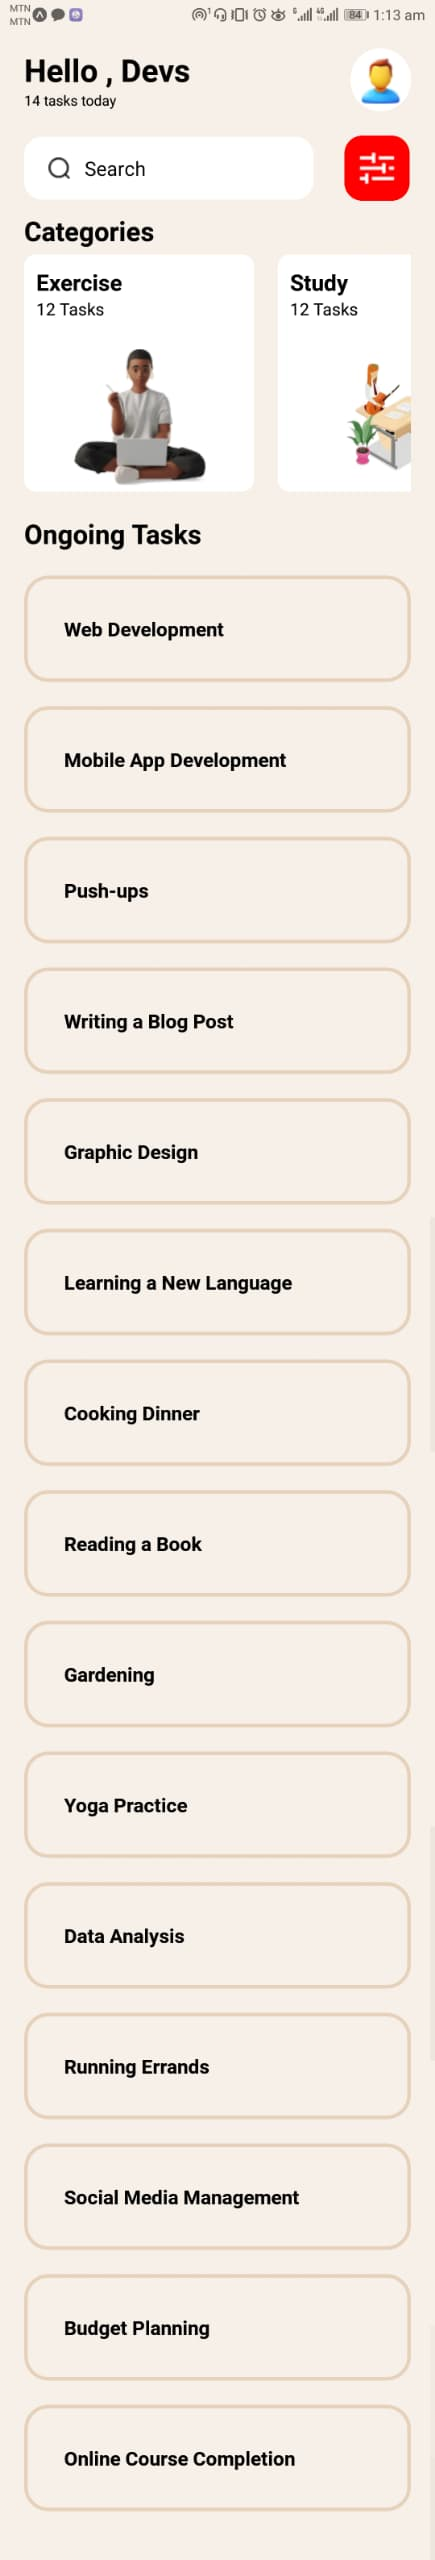 MTN
MTN
84 1:13 am
Hello , Devs
14 tasks today
Search
Categories
Exercise
12 Tasks
Study
12 Tasks
Ongoing Tasks
Web Development
Mobile App Development
Push-ups
Writing a Blog Post
Graphic Design
Learning a New Language
Cooking Dinner
Reading a Book
Gardening
Yoga Practice
Data Analysis
Running Errands
Social Media Management
Budget Planning
Online Course Completion